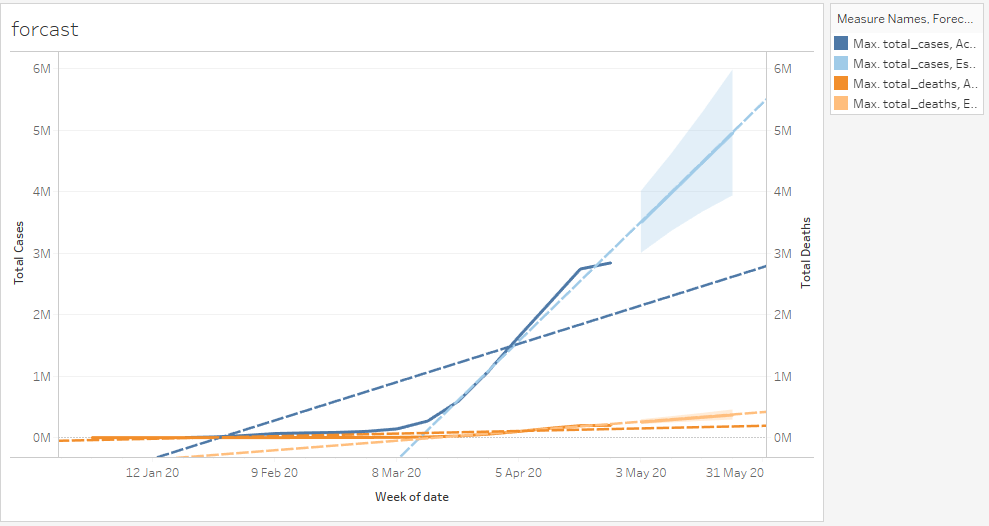 forcast
Measure Names, Forec...
Max. total_cases, Ac..
Max. total_cases, Es..
Max. total_deaths, A..
Max. total_deaths, E..
6M 6M
5M 5M
4M 4M
3M 3M
2M 2M
1M 1M
0M 0M
Total Cases
Total Deaths
12 Jan 20 9 Feb 20 8 Mar 20 5 Apr 20 3 May 20 31 May 20
Week of date